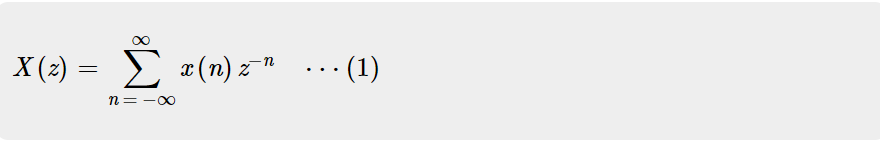 X(z) = ∑_{n=-∞}^{∞} x(n) z^{-n} ⋯(1)